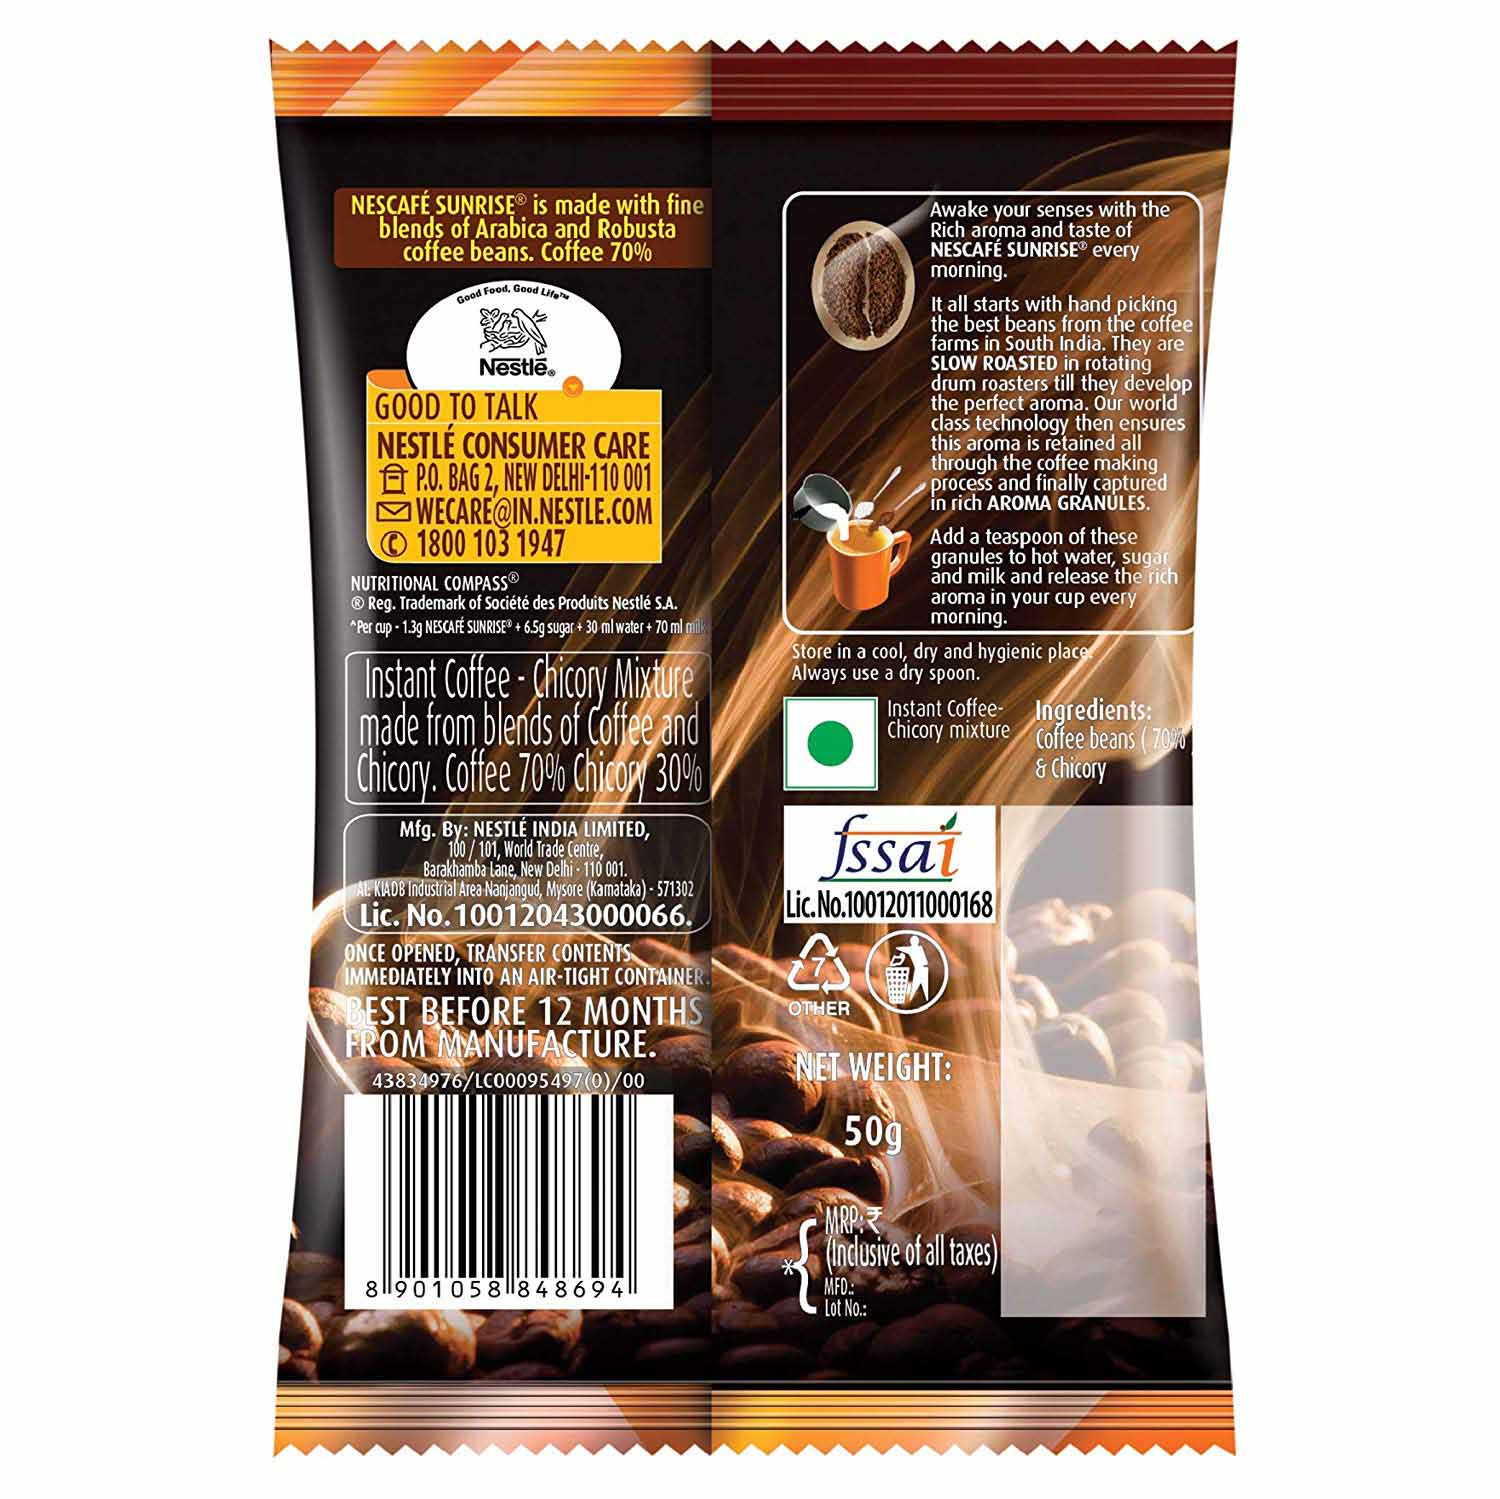 NESCAFÉ SUNRISE® is made with fine
blends of Arabica and Robusta
coffee beans. Coffee 70%
Good Food, Good Life™
Nestlé®
GOOD TO TALK
NESTLÉ CONSUMER CARE
P.O. BAG 2, NEW DELHI-110 001
WECARE@IN.NESTLE.COM
1800 103 1947
NUTRITIONAL COMPASS®
® Reg. Trademark of Société des Produits Nestlé S.A.
^Per cup - 1.3g NESCAFÉ SUNRISE® + 6.5g sugar + 30 ml water + 70 ml milk
Instant Coffee - Chicory Mixture
made from blends of Coffee and
Chicory. Coffee 70% Chicory 30%
Mfg. By: NESTLÉ INDIA LIMITED,
100 / 101, World Trade Centre,
Barakhamba Lane, New Delhi - 110 001.
At: KIADB Industrial Area Nanjangud, Mysore (Karnataka) - 571302
Lic. No.10012043000066.
ONCE OPENED, TRANSFER CONTENTS
IMMEDIATELY INTO AN AIR-TIGHT CONTAINER.
BEST BEFORE 12 MONTHS
FROM MANUFACTURE.
43834976/LC00095497(0)/00
8 901058 848694
Awake your senses with the
Rich aroma and taste of
NESCAFÉ SUNRISE® every
morning.
It all starts with hand picking
the best beans from the coffee
farms in South India. They are
SLOW ROASTED in rotating
drum roasters till they develop
the perfect aroma. Our world
class technology then ensures
this aroma is retained all
through the coffee making
process and finally captured
in rich AROMA GRANULES.
Add a teaspoon of these
granules to hot water, sugar
and milk and release the rich
aroma in your cup every
morning.
Store in a cool, dry and hygienic place.
Always use a dry spoon.
Instant Coffee-
Chicory mixture
Ingredients:
Coffee beans ( 70% )
& Chicory
fssai
Lic.No.10012011000168
7
OTHER
NET WEIGHT:
50g
*{ MRP:₹
(Inclusive of all taxes)
MFD.:
Lot No.: